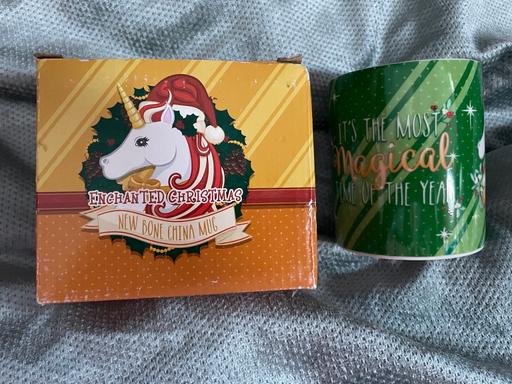 ENCHANTED CHRISTMAS
NEW BONE CHINA MUG
IT'S THE MOST
Magical
TIME OF THE YEAR